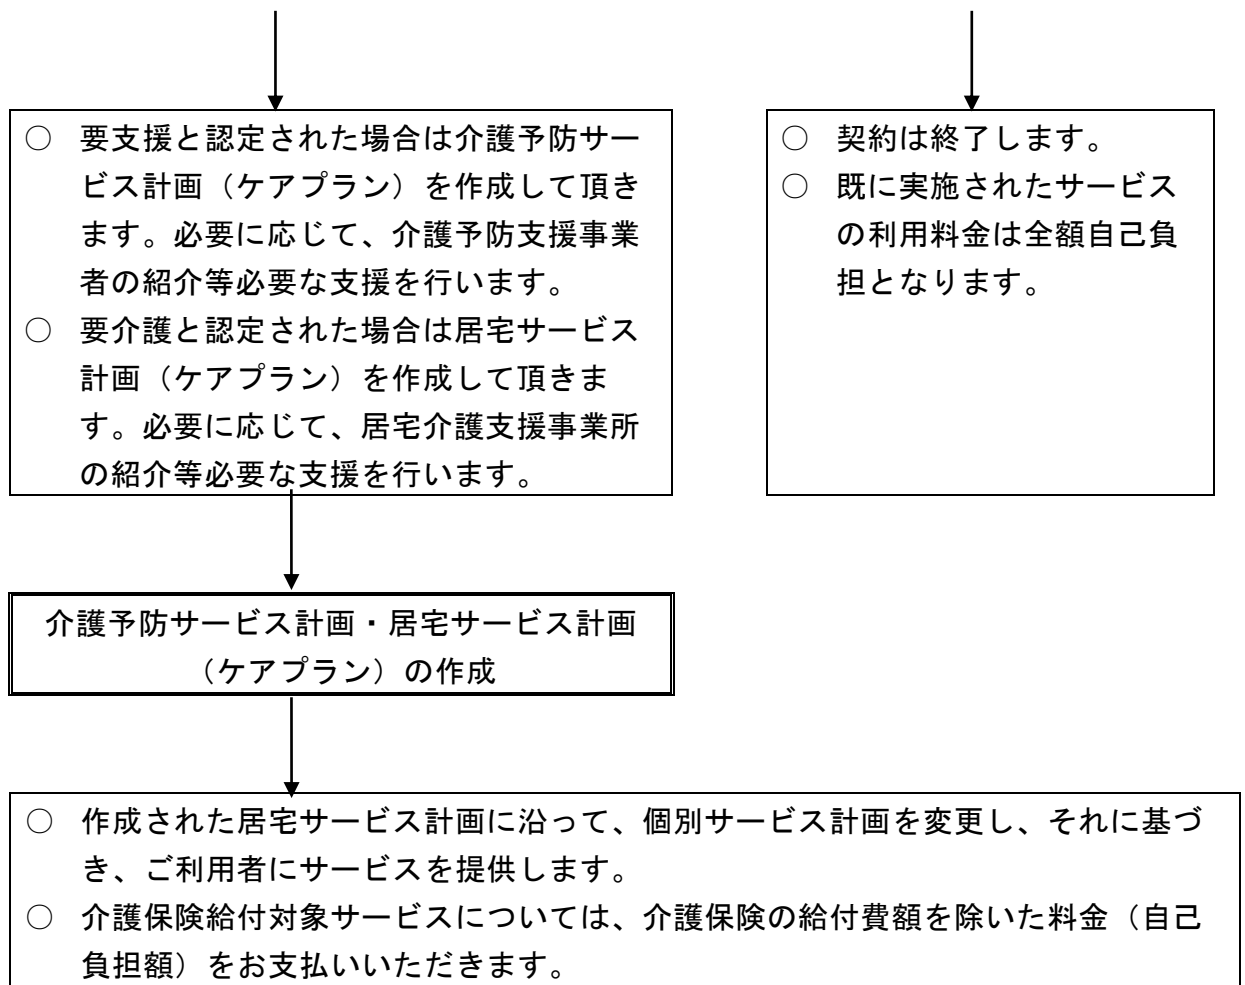 ○ 要支援と認定された場合は介護予防サー
ビス計画（ケアプラン）を作成して頂き
ます。必要に応じて、介護予防支援事業
者の紹介等必要な支援を行います。
○ 要介護と認定された場合は居宅サービス
計画（ケアプラン）を作成して頂きま
す。必要に応じて、居宅介護支援事業所
の紹介等必要な支援を行います。
○ 契約は終了します。
○ 既に実施されたサービス
の利用料金は全額自己負
担となります。
介護予防サービス計画・居宅サービス計画
（ケアプラン）の作成
○ 作成された居宅サービス計画に沿って、個別サービス計画を変更し、それに基づ
き、ご利用者にサービスを提供します。
○ 介護保険給付対象サービスについては、介護保険の給付費額を除いた料金（自己
負担額）をお支払いいただきます。